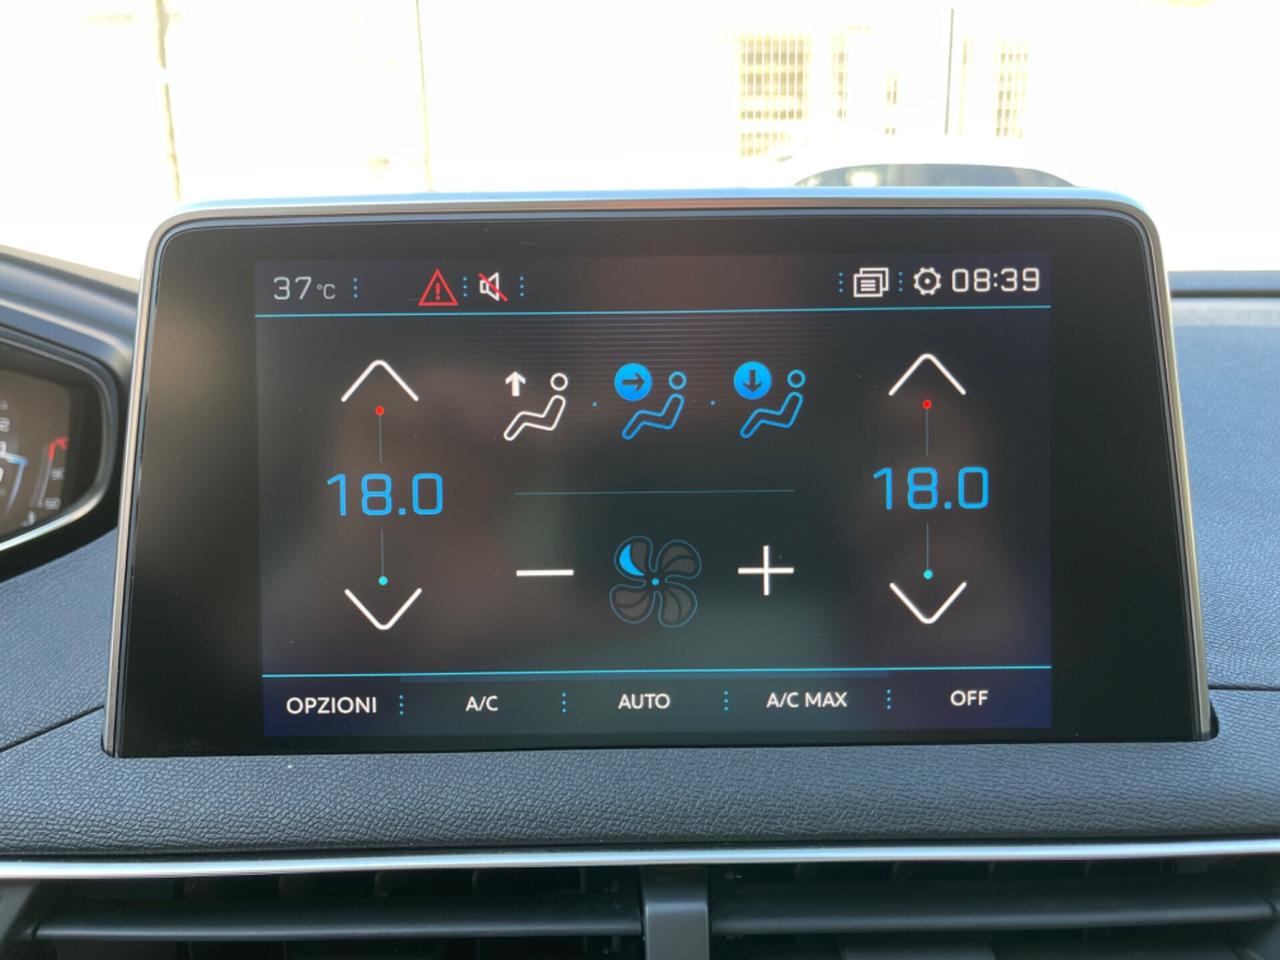 37°C 08:39
18.0 18.0
OPZIONI A/C AUTO A/C MAX OFF